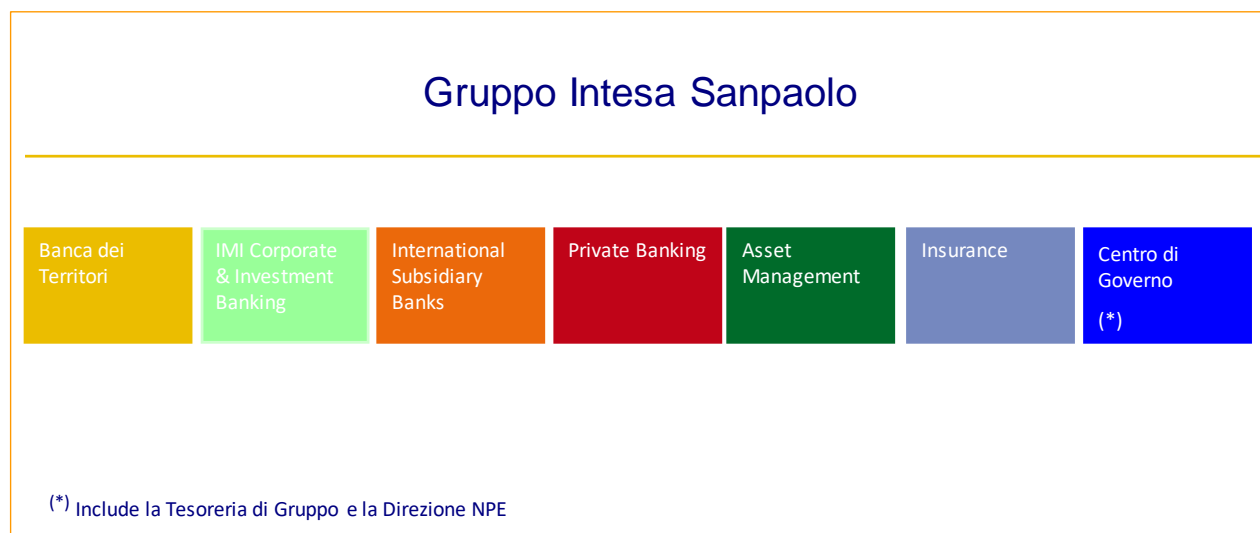 Gruppo Intesa Sanpaolo
Banca dei
Territori
IMI Corporate
& Investment
Banking
International
Subsidiary
Banks
Private Banking
Asset
Management
Insurance
Centro di
Governo
(*)
(*) Include la Tesoreria di Gruppo e la Direzione NPE